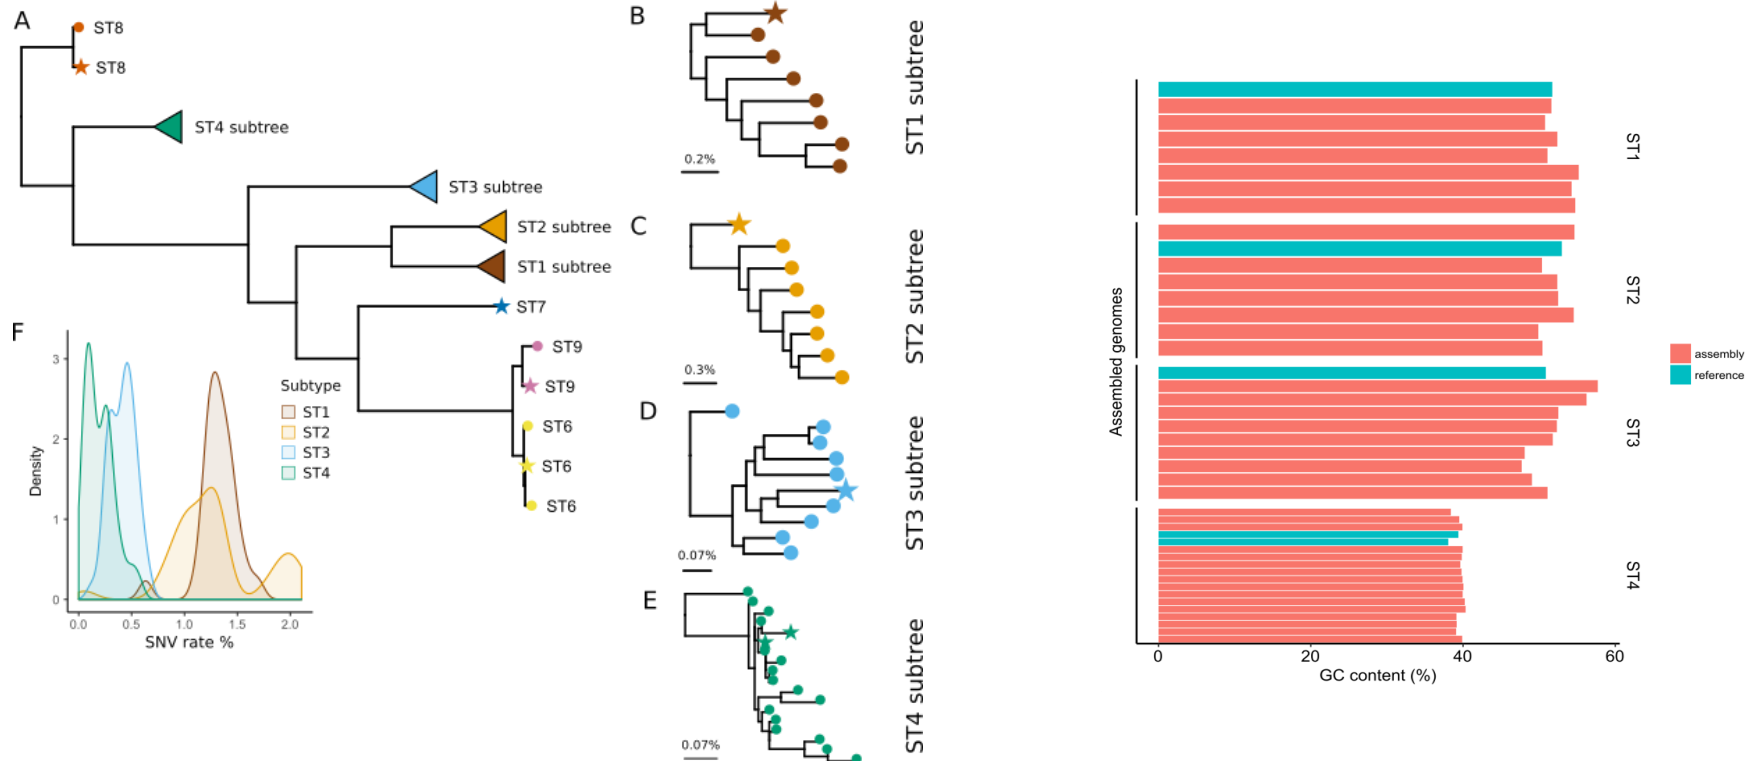 A
ST8
ST8
ST4 subtree
ST3 subtree
ST2 subtree
ST1 subtree
ST7
ST9
ST9
ST6
ST6
ST6
B
0.2%
ST1 subtree
C
0.3%
ST2 subtree
D
0.07%
ST3 subtree
E
0.07%
ST4 subtree
F
Density
3
2
1
0
0.0 0.5 1.0 1.5 2.0
SNV rate %
Subtype
ST1
ST2
ST3
ST4
Assembled genomes
ST1
ST2
ST3
ST4
0 20 40 60
GC content (%)
assembly
reference